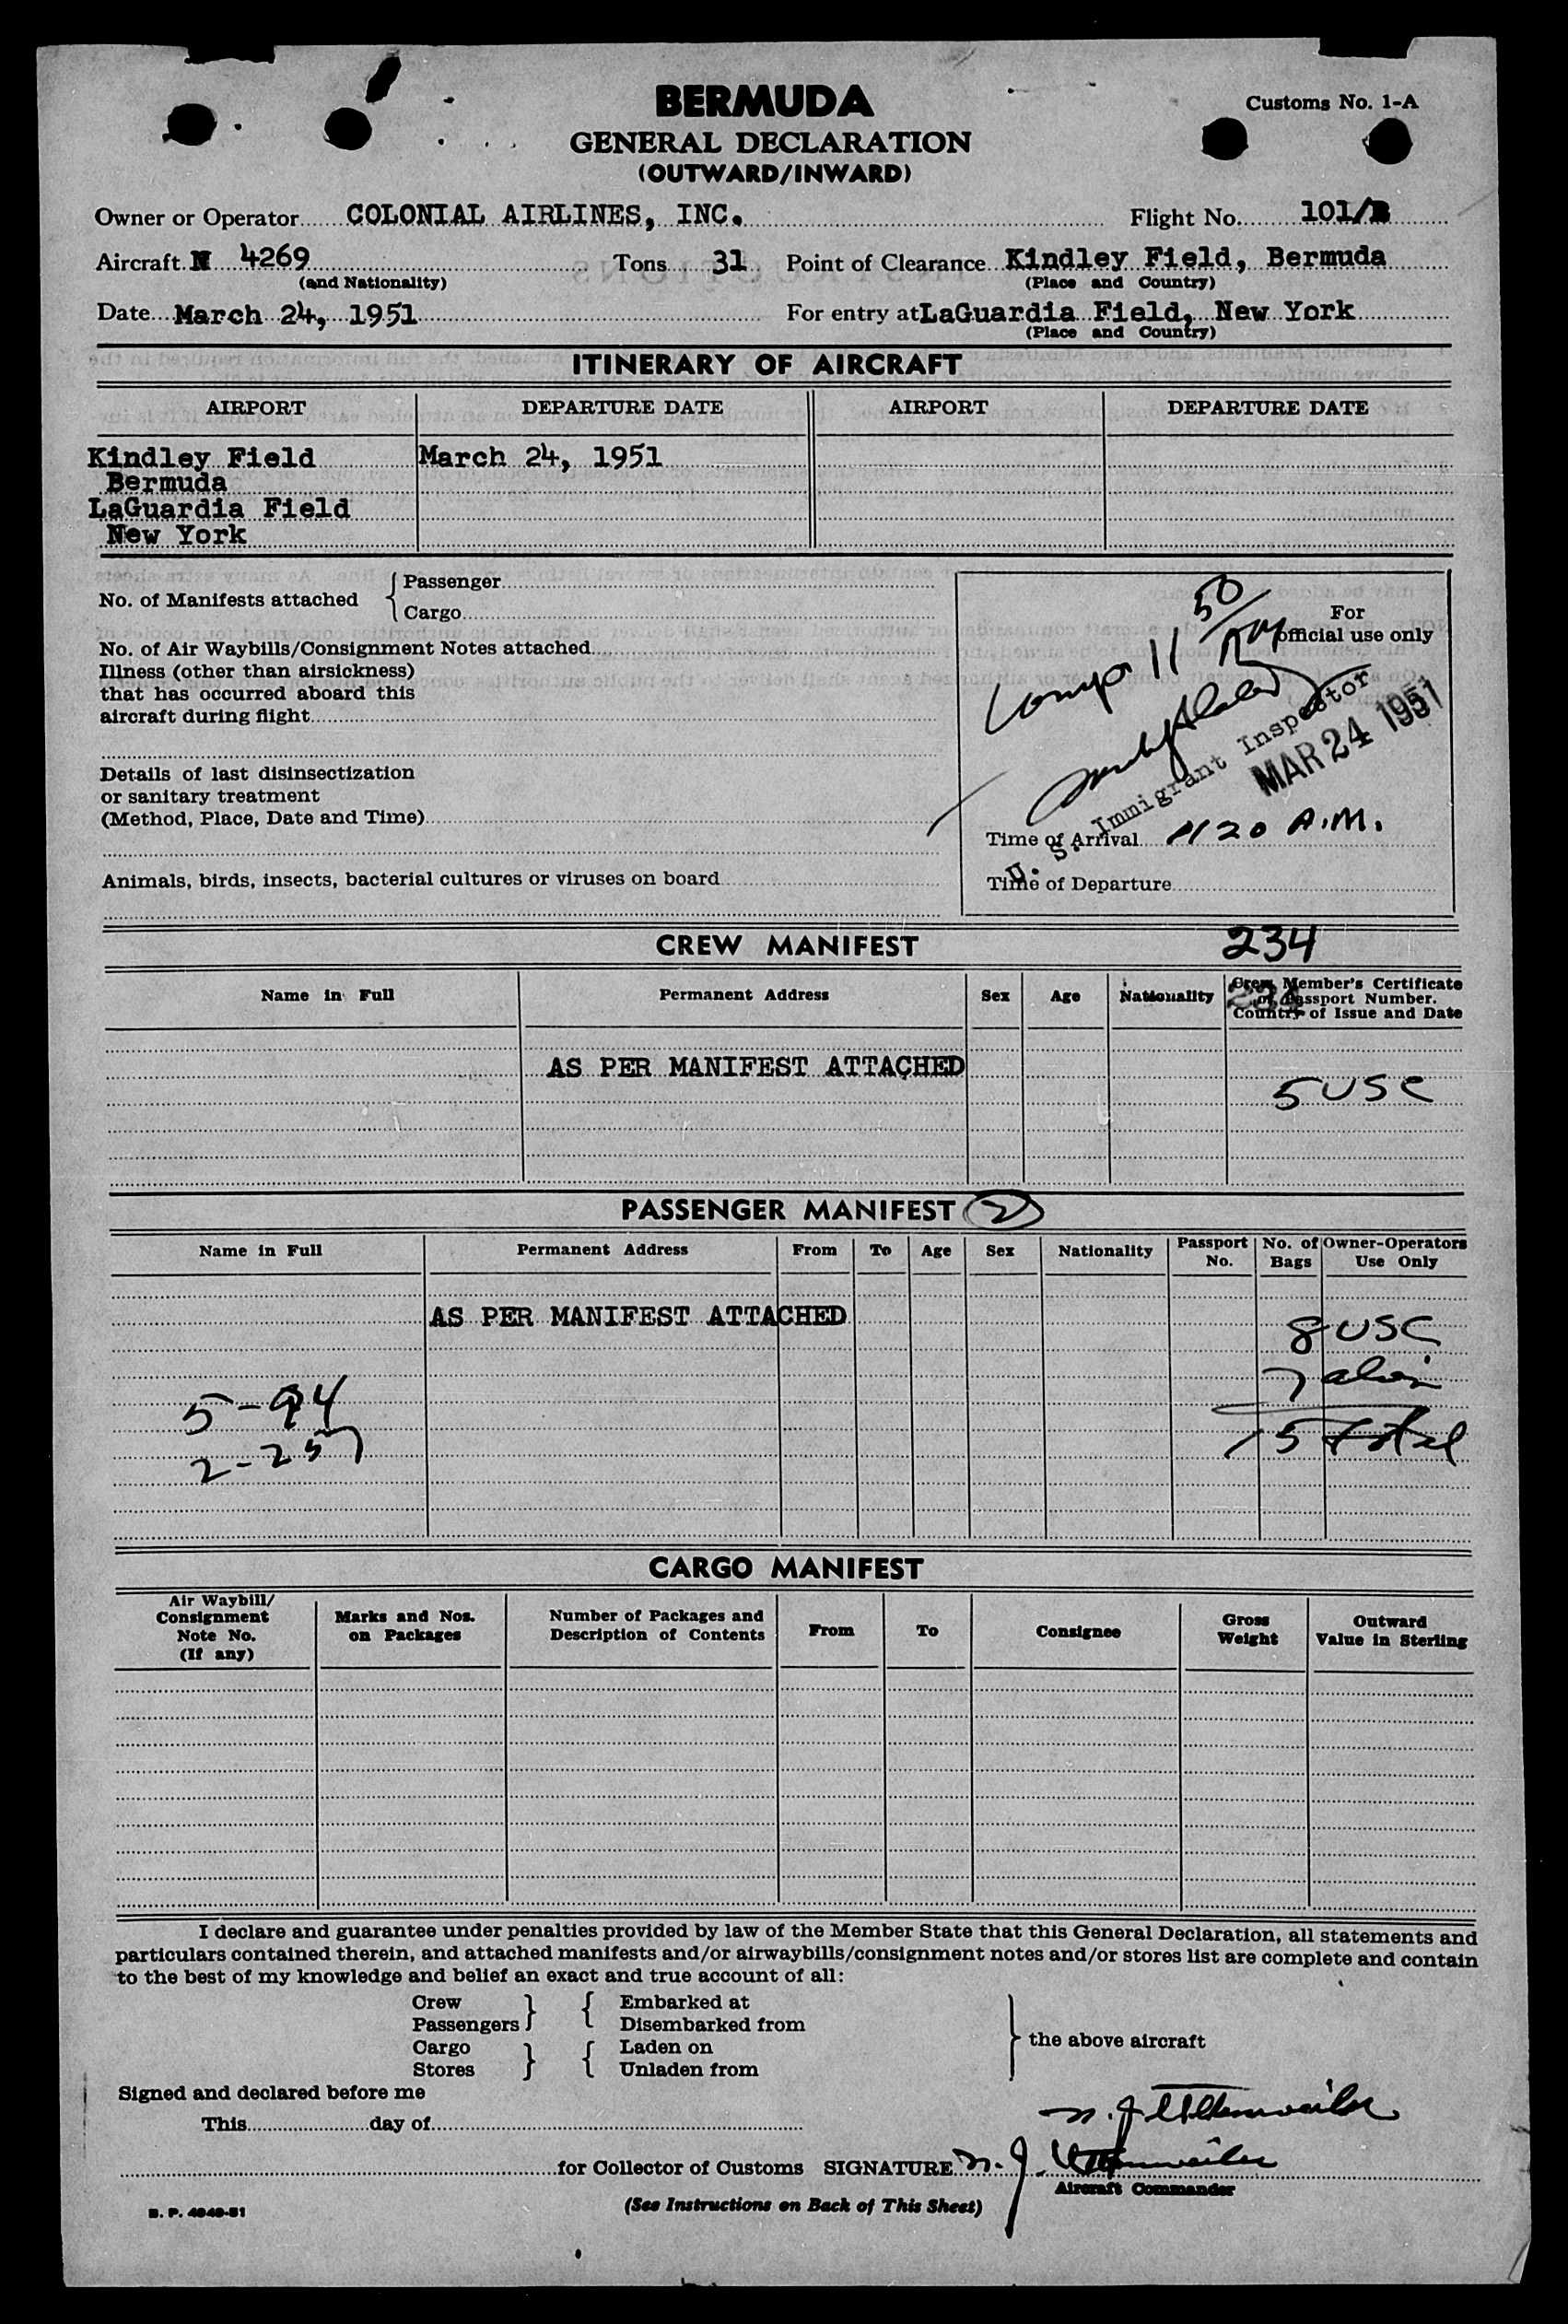 BERMUDA
Customs No. 1-A
GENERAL DECLARATION
(OUTWARD/INWARD)
Owner or Operator COLONIAL AIRLINES, INC. Flight No. 101/B
Aircraft N 4269 Tons 31 Point of Clearance Kindley Field, Bermuda
(and Nationality) (Place and Country)
Date March 24, 1951 For entry at LaGuardia Field, New York
(Place and Country)
ITINERARY OF AIRCRAFT
AIRPORT DEPARTURE DATE AIRPORT DEPARTURE DATE
Kindley Field March 24, 1951
Bermuda
LaGuardia Field
New York
No. of Manifests attached { Passenger
Cargo
No. of Air Waybills/Consignment Notes attached
Illness (other than airsickness)
that has occurred aboard this
aircraft during flight
Details of last disinsectization
or sanitary treatment
(Method, Place, Date and Time)
Animals, birds, insects, bacterial cultures or viruses on board
For
official use only
Comp. 11 50
U. S. Immigrant Inspector
MAR 24 1951
Time of Arrival 1120 A.M.
Time of Departure
CREW MANIFEST 234
Name in Full Permanent Address Sex Age Nationality Crew Member's Certificate
or Passport Number.
Country of Issue and Date
234
AS PER MANIFEST ATTACHED
5 USC
PASSENGER MANIFEST 2
Name in Full Permanent Address From To Age Sex Nationality Passport No. No. of Bags Owner-Operators Use Only
AS PER MANIFEST ATTACHED
8 USC
7 alien
15 Total
5-94
2-257
CARGO MANIFEST
Air Waybill/ Consignment Note No. (If any) Marks and Nos. on Packages Number of Packages and Description of Contents From To Consignee Gross Weight Outward Value in Sterling
I declare and guarantee under penalties provided by law of the Member State that this General Declaration, all statements and
particulars contained therein, and attached manifests and/or airwaybills/consignment notes and/or stores list are complete and contain
to the best of my knowledge and belief an exact and true account of all:
Crew } { Embarked at
Passengers Disembarked from
} the above aircraft
Cargo } { Laden on
Stores Unladen from
Signed and declared before me
This day of
for Collector of Customs SIGNATURE
Aircraft Commander
(See Instructions on Back of This Sheet)
B. P. 4949-51